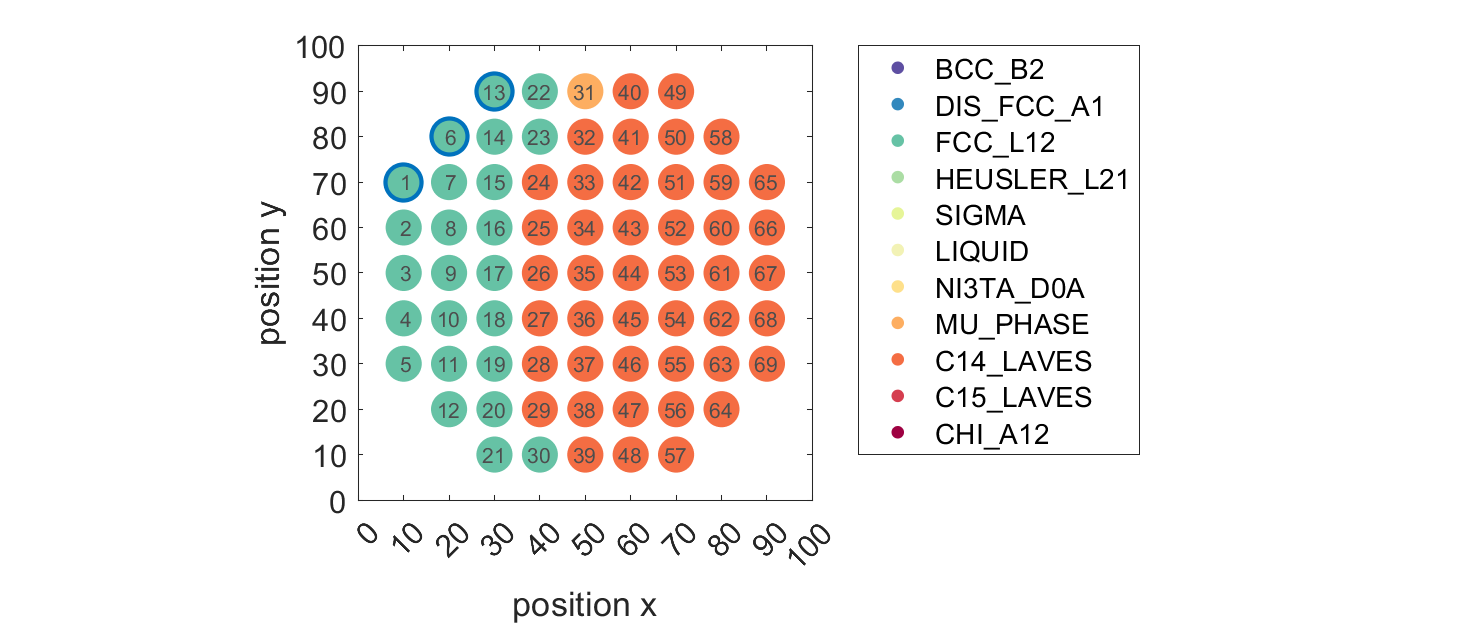 100
90
80
70
60
50
40
30
20
10
0
position y
13 22 31 40 49
6 14 23 32 41 50 58
1 7 15 24 33 42 51 59 65
2 8 16 25 34 43 52 60 66
3 9 17 26 35 44 53 61 67
4 10 18 27 36 45 54 62 68
5 11 19 28 37 46 55 63 69
12 20 29 38 47 56 64
21 30 39 48 57
0 10 20 30 40 50 60 70 80 90 100
position x
BCC_B2
DIS_FCC_A1
FCC_L12
HEUSLER_L21
SIGMA
LIQUID
NI3TA_D0A
MU_PHASE
C14_LAVES
C15_LAVES
CHI_A12